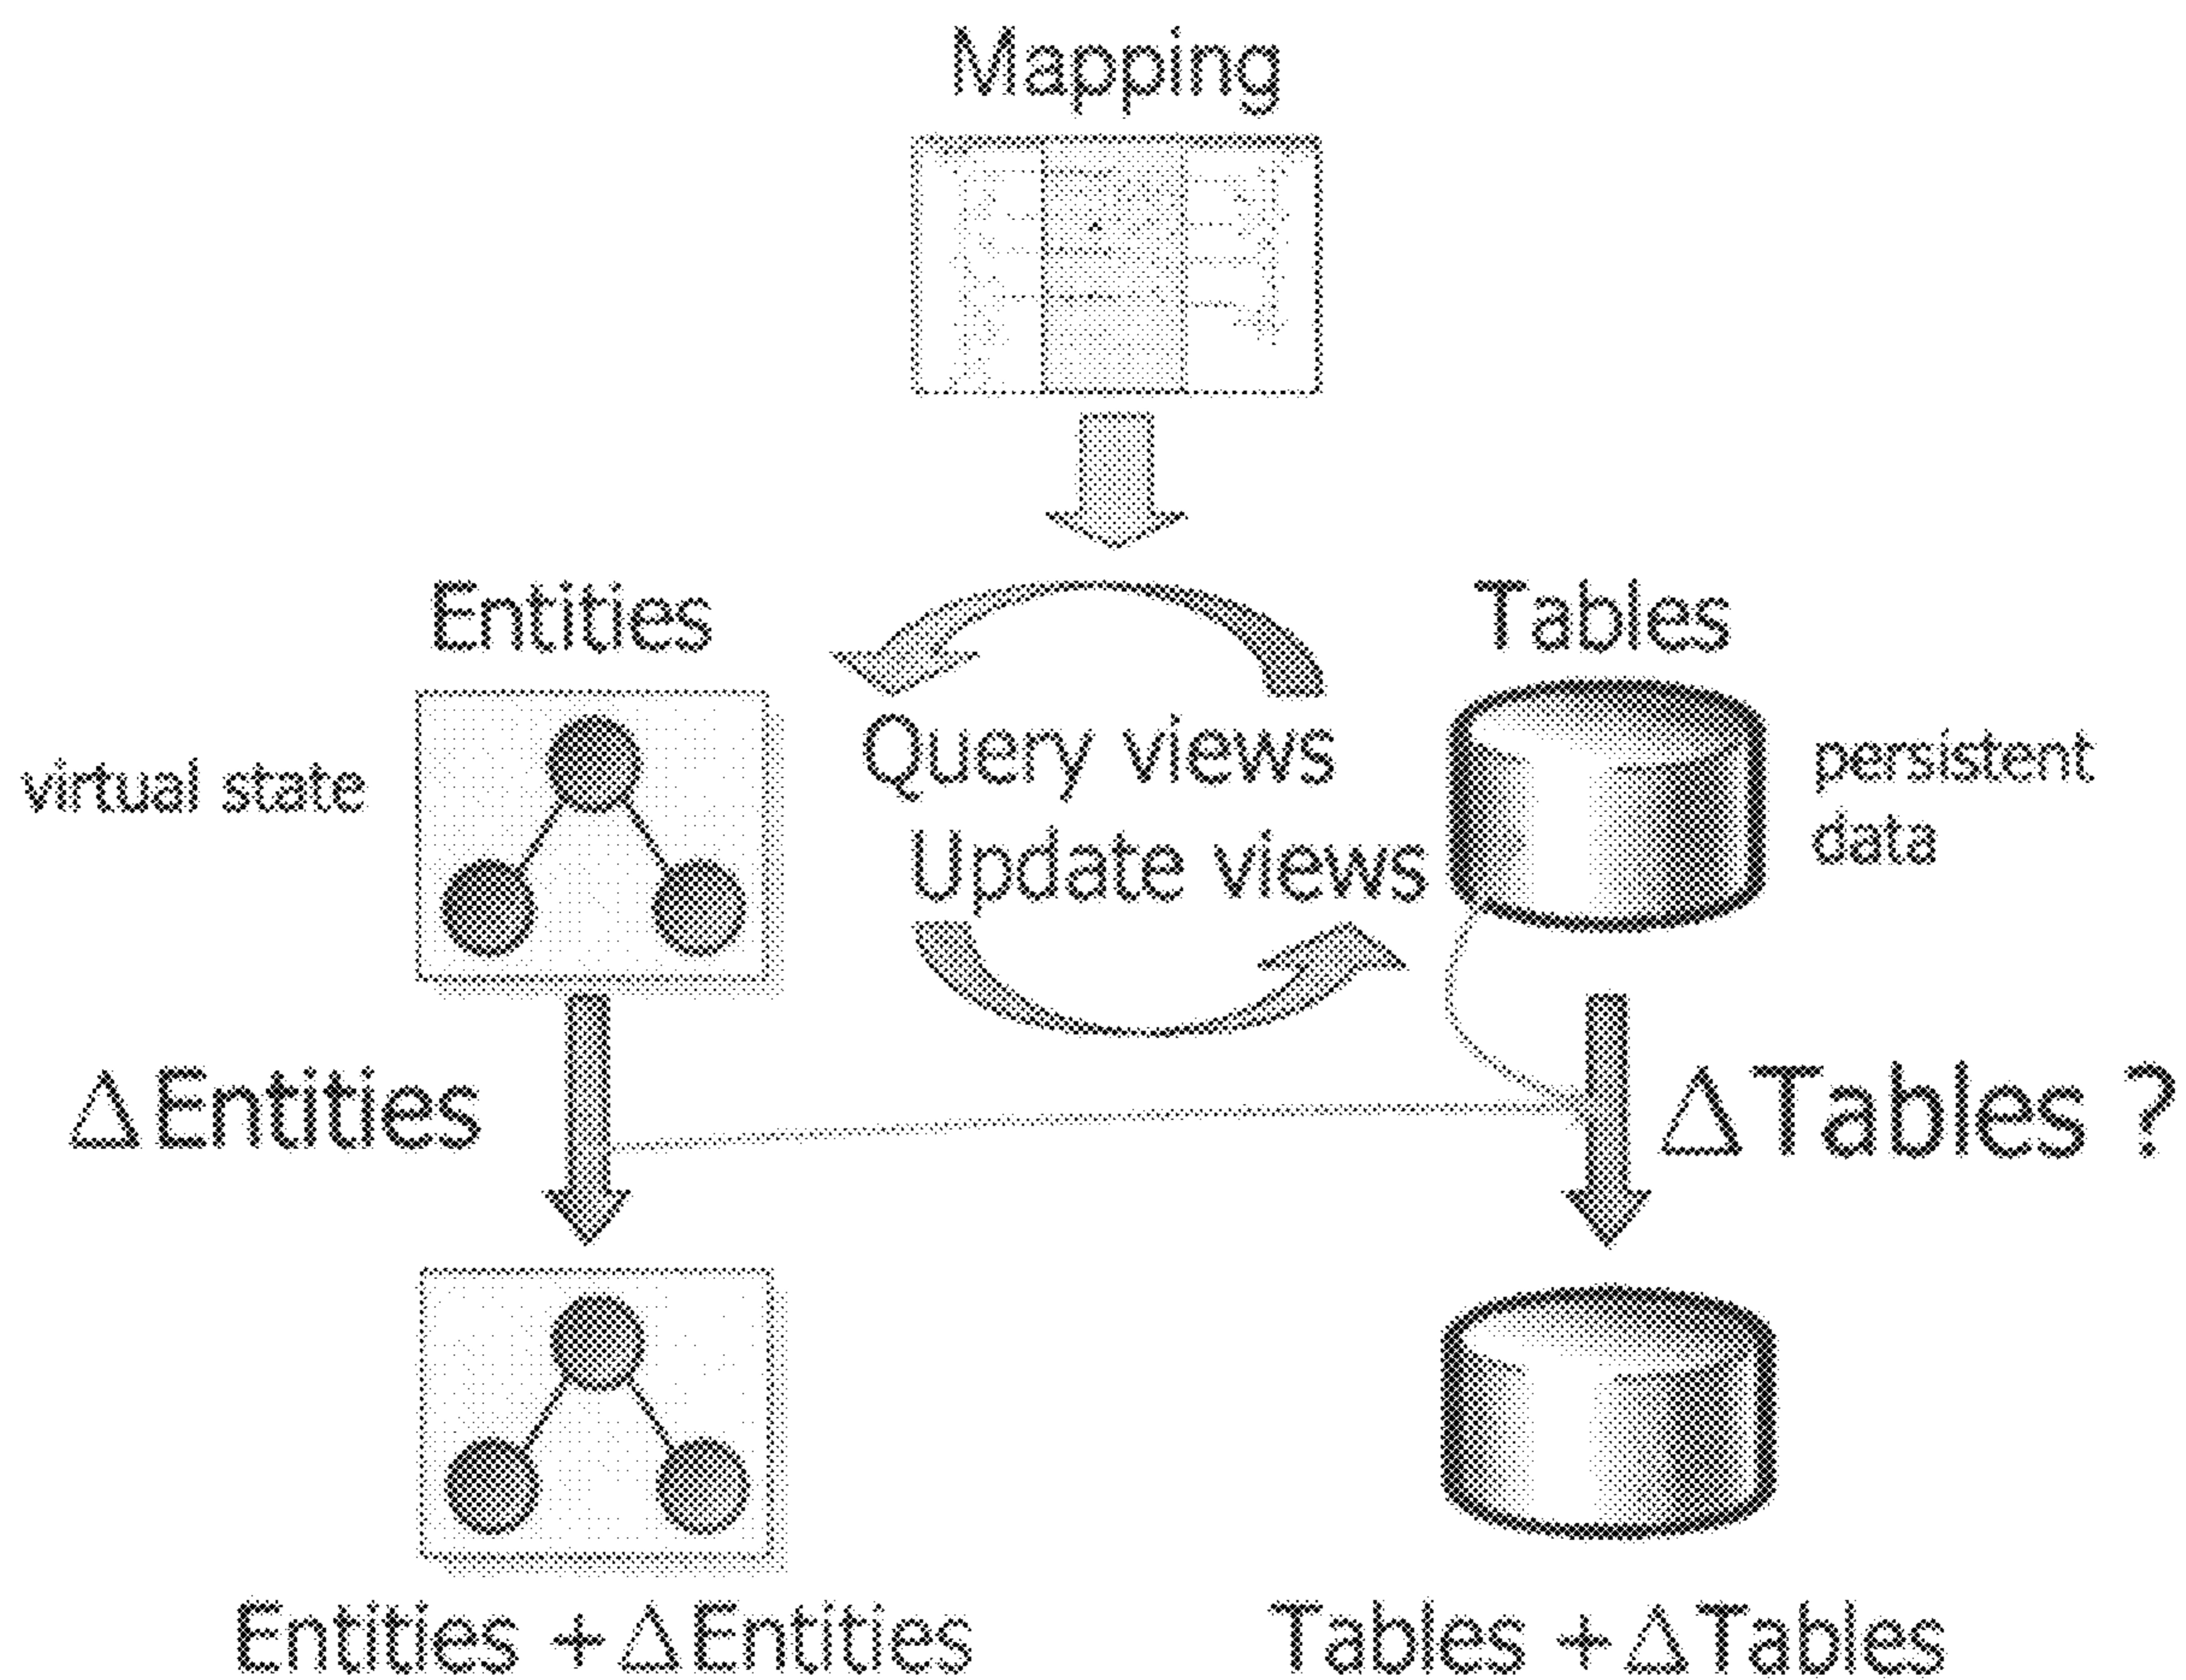 Mapping
Entities
Tables
virtual state
Query views
Update views
persistent
data
ΔEntities
ΔTables ?
Entities + ΔEntities
Tables + ΔTables